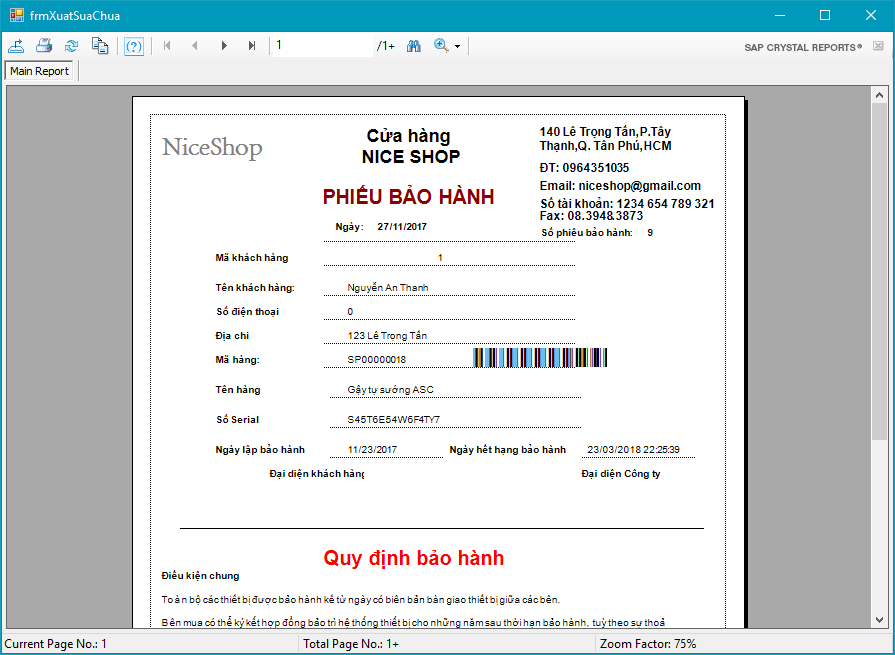 frmXuatSuaChua
1 /1+
SAP CRYSTAL REPORTS®
Main Report
NiceShop
Cửa hàng
NICE SHOP
140 Lê Trọng Tấn,P.Tây
Thạnh,Q. Tân Phú,HCM
ĐT: 0964351035
Email: niceshop@gmail.com
Số tài khoản: 1234 654 789 321
Fax: 08.3948.3873
PHIẾU BẢO HÀNH
Ngày: 27/11/2017
Số phiếu bảo hành: 9
Mã khách hàng 1
Tên khách hàng: Nguyễn An Thanh
Số điện thoại 0
Địa chỉ 123 Lê Trọng Tấn
Mã hàng: SP00000018
Tên hàng Gậy tự sướng ASC
Số Serial S45T6E54W6F4TY7
Ngày lập bảo hành 11/23/2017 Ngày hết hạng bảo hành 23/03/2018 22:25:39
Đại diện khách hàng Đại diện Công ty
Quy định bảo hành
Điều kiện chung
Toàn bộ các thiết bị được bảo hành kể từ ngày có biên bản bàn giao thiết bị giữa các bên.
Bên mua có thể ký kết hợp đồng bảo trì hệ thống thiết bị cho những năm sau thời hạn bảo hành, tuỳ theo sự thoả
Current Page No.: 1 Total Page No.: 1+ Zoom Factor: 75%